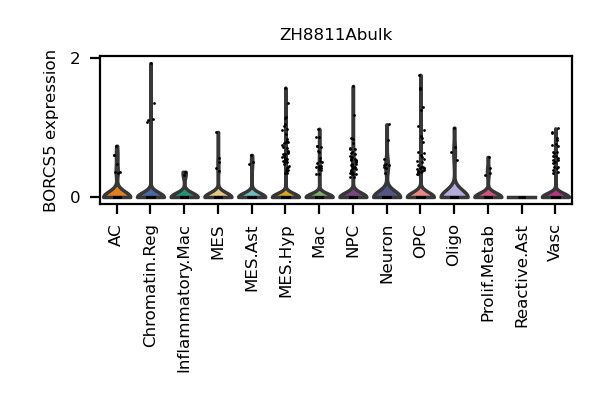 ZH8811Abulk
BORCS5 expression
2
0
AC
Chromatin.Reg
Inflammatory.Mac
MES
MES.Ast
MES.Hyp
Mac
NPC
Neuron
OPC
Oligo
Prolif.Metab
Reactive.Ast
Vasc